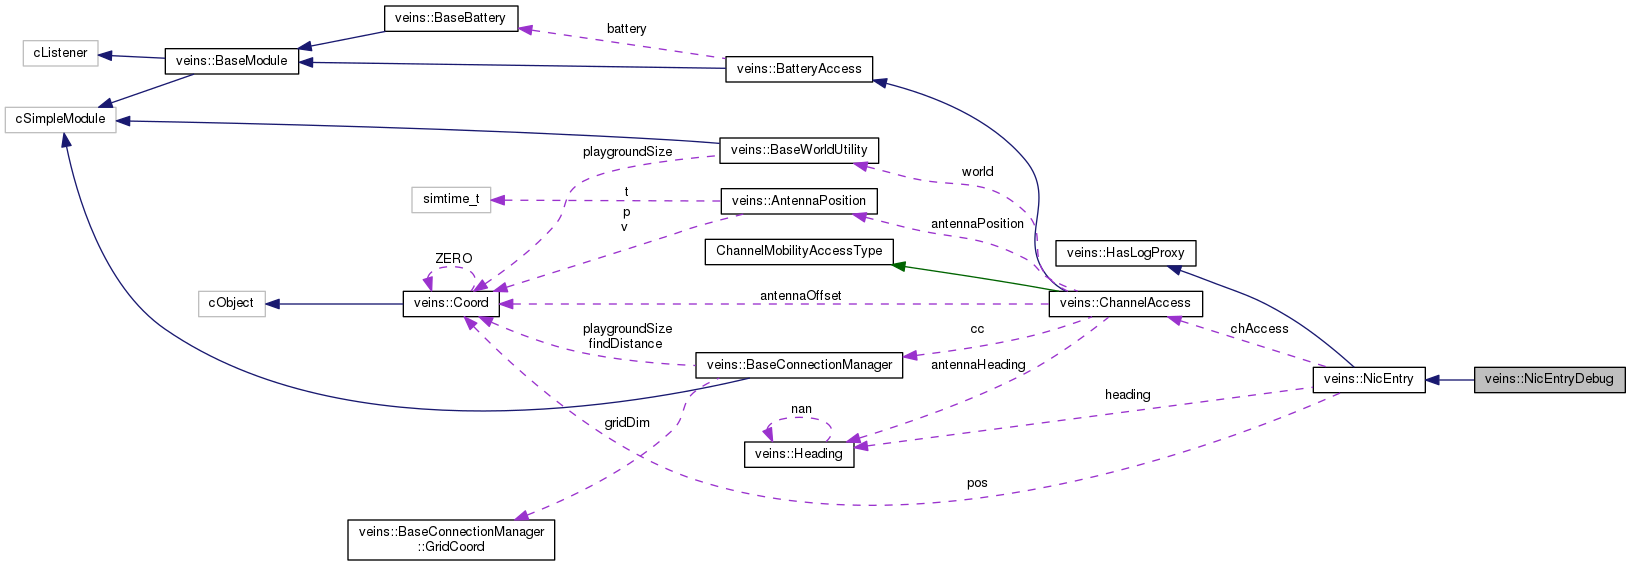 veins::BaseBattery
battery
cListener
veins::BaseModule
veins::BatteryAccess
cSimpleModule
playgroundSize
veins::BaseWorldUtility
world
simtime_t
t
veins::AntennaPosition
p
v
antennaPosition
ChannelMobilityAccessType
veins::HasLogProxy
ZERO
cObject
veins::Coord
antennaOffset
veins::ChannelAccess
playgroundSize
findDistance
cc
chAccess
veins::BaseConnectionManager
antennaHeading
veins::NicEntry
veins::NicEntryDebug
heading
nan
gridDim
veins::Heading
pos
veins::BaseConnectionManager
::GridCoord